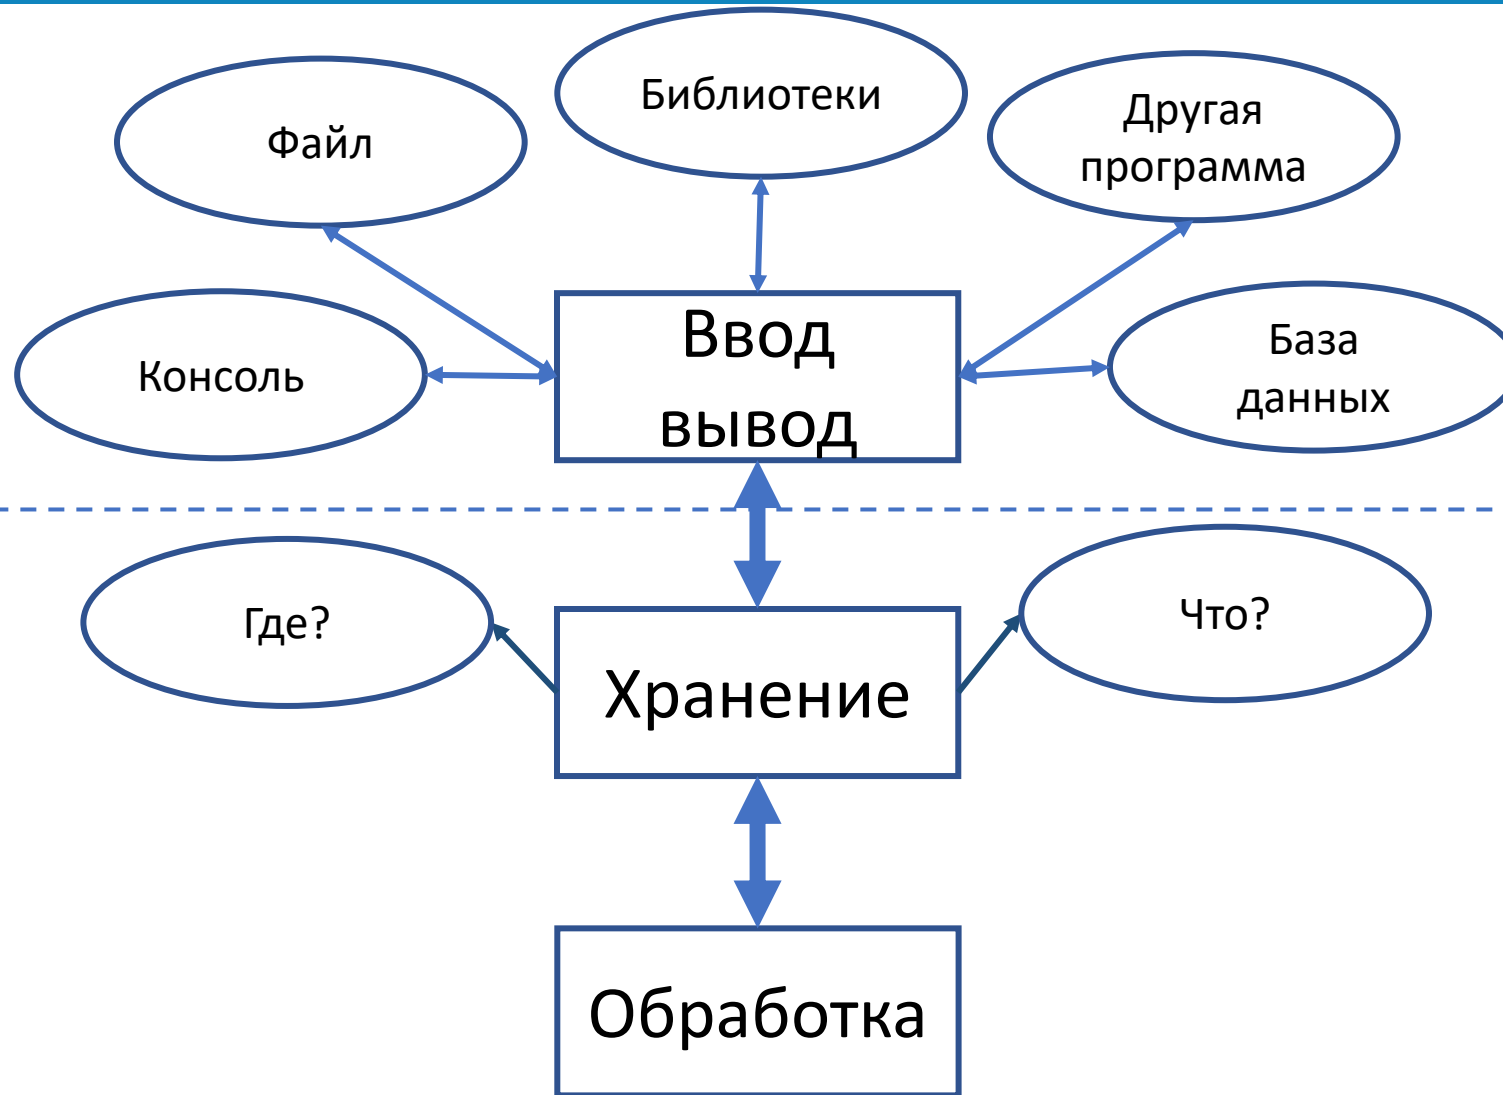 Библиотеки
Файл
Другая
программа
Консоль
Ввод
вывод
База
данных
Где?
Что?
Хранение
Обработка